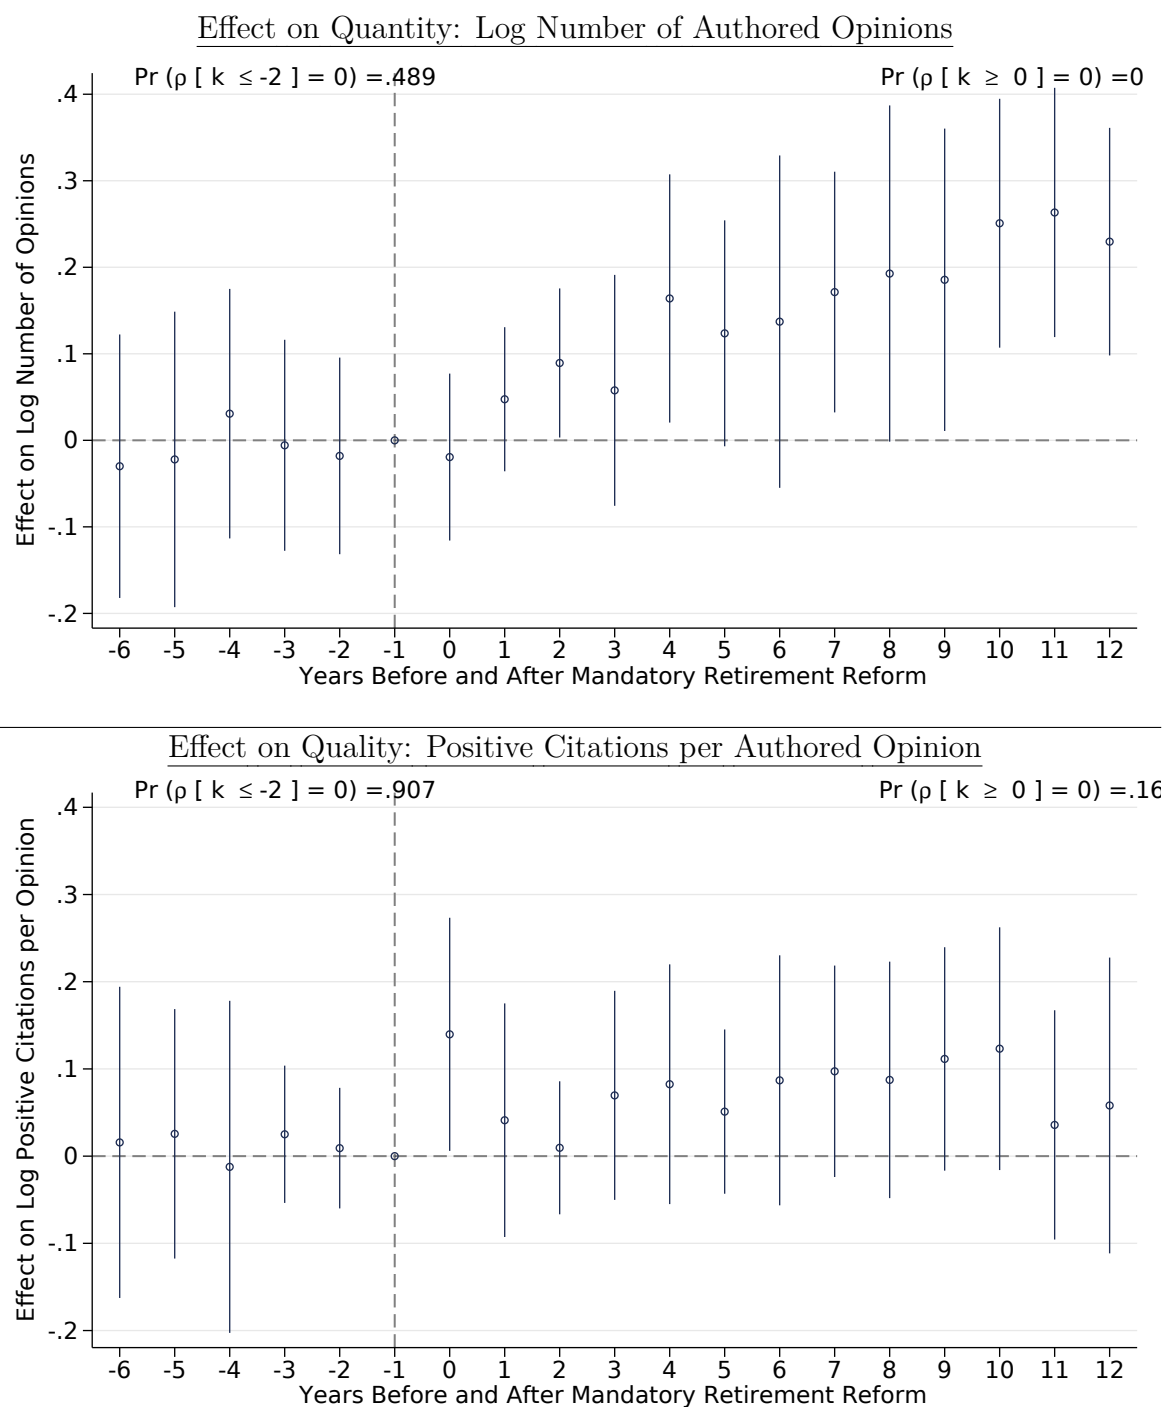 Effect on Quantity: Log Number of Authored Opinions
Pr (ρ [ k ≤ -2 ] = 0) =.489
Pr (ρ [ k ≥ 0 ] = 0) =0
Effect on Log Number of Opinions
.4
.3
.2
.1
0
-.1
-.2
-6 -5 -4 -3 -2 -1 0 1 2 3 4 5 6 7 8 9 10 11 12
Years Before and After Mandatory Retirement Reform
Effect on Quality: Positive Citations per Authored Opinion
Pr (ρ [ k ≤ -2 ] = 0) =.907
Pr (ρ [ k ≥ 0 ] = 0) =.16
Effect on Log Positive Citations per Opinion
.4
.3
.2
.1
0
-.1
-.2
-6 -5 -4 -3 -2 -1 0 1 2 3 4 5 6 7 8 9 10 11 12
Years Before and After Mandatory Retirement Reform